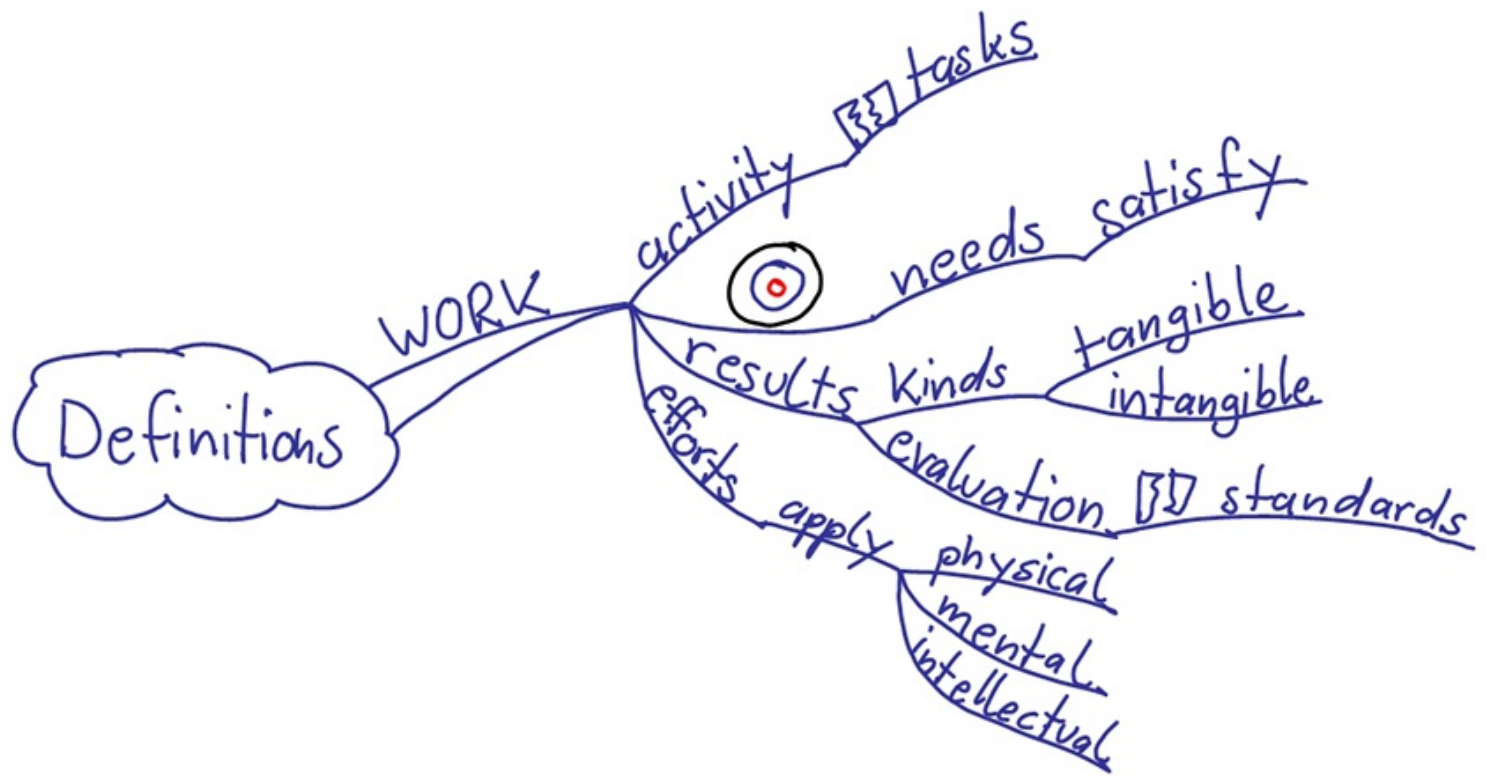 Definitions
WORK
activity
tasks
needs
satisfy
results
kinds
tangible
intangible
evaluation
standards
efforts
apply
physical
mental
intellectual